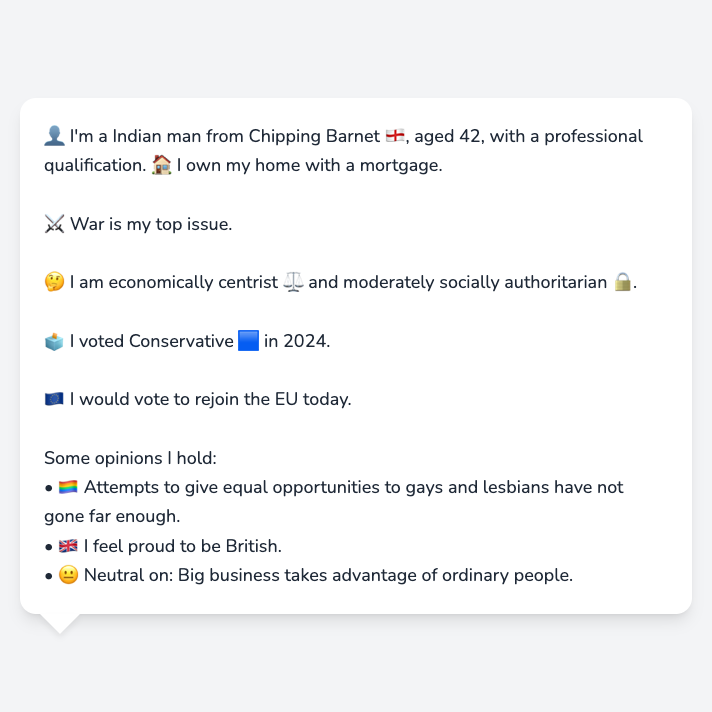 👤 I'm a Indian man from Chipping Barnet 🏴󠁧󠁢󠁥󠁮󠁧󠁿, aged 42, with a professional
qualification. 🏠 I own my home with a mortgage.
⚔️ War is my top issue.
🤔 I am economically centrist ⚖️ and moderately socially authoritarian 🔒.
🗳️ I voted Conservative 🟦 in 2024.
🇪🇺 I would vote to rejoin the EU today.
Some opinions I hold:
• 🏳️‍🌈 Attempts to give equal opportunities to gays and lesbians have not
gone far enough.
• 🇬🇧 I feel proud to be British.
• 😐 Neutral on: Big business takes advantage of ordinary people.